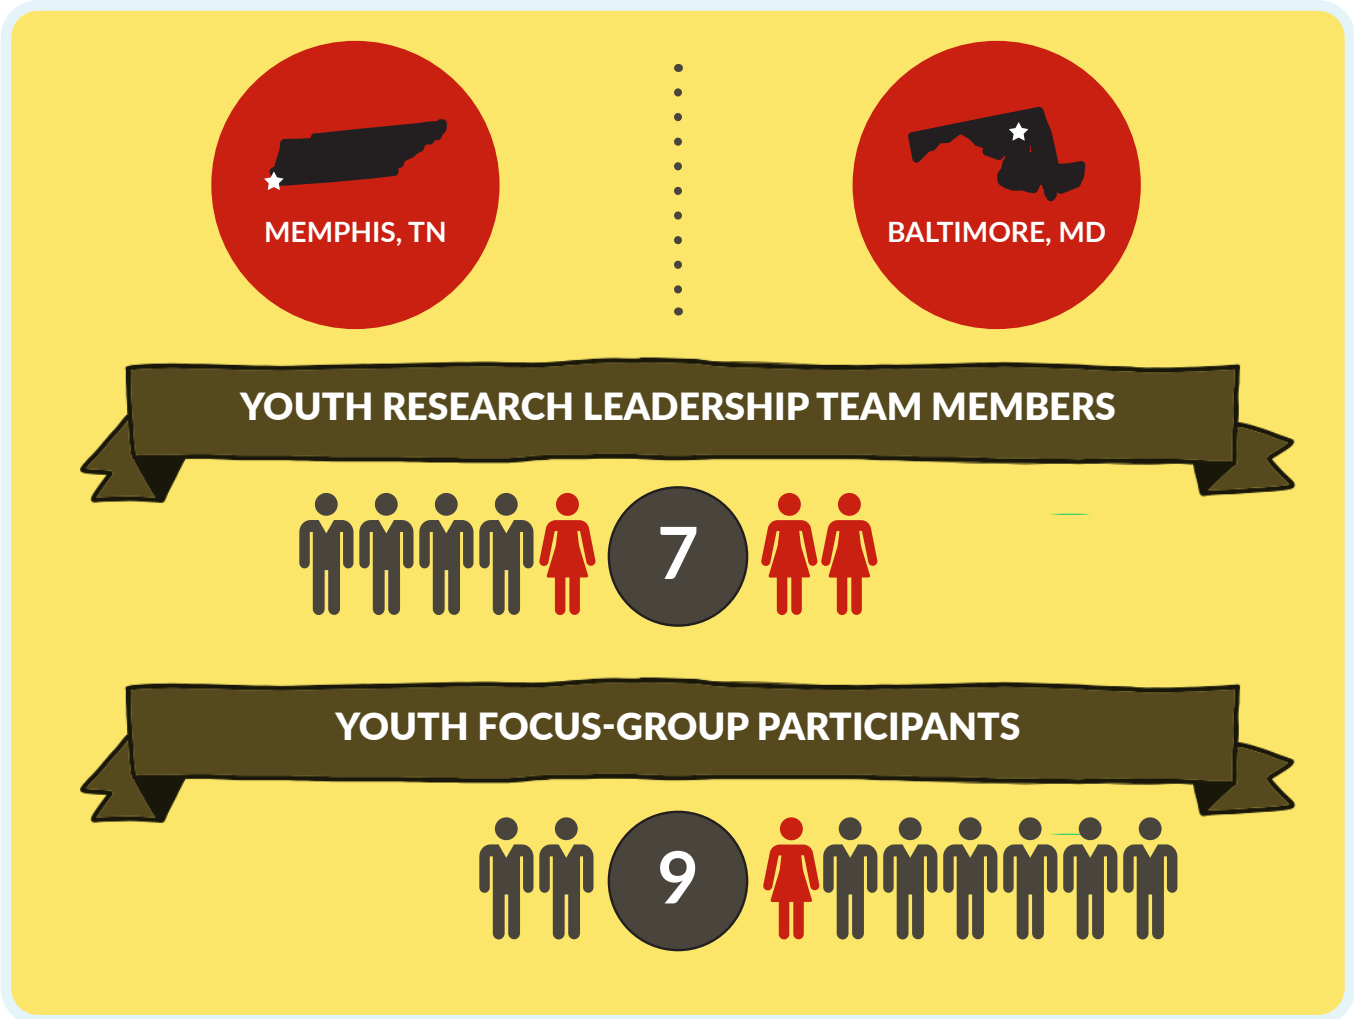 MEMPHIS, TN
BALTIMORE, MD
YOUTH RESEARCH LEADERSHIP TEAM MEMBERS
7
YOUTH FOCUS-GROUP PARTICIPANTS
9